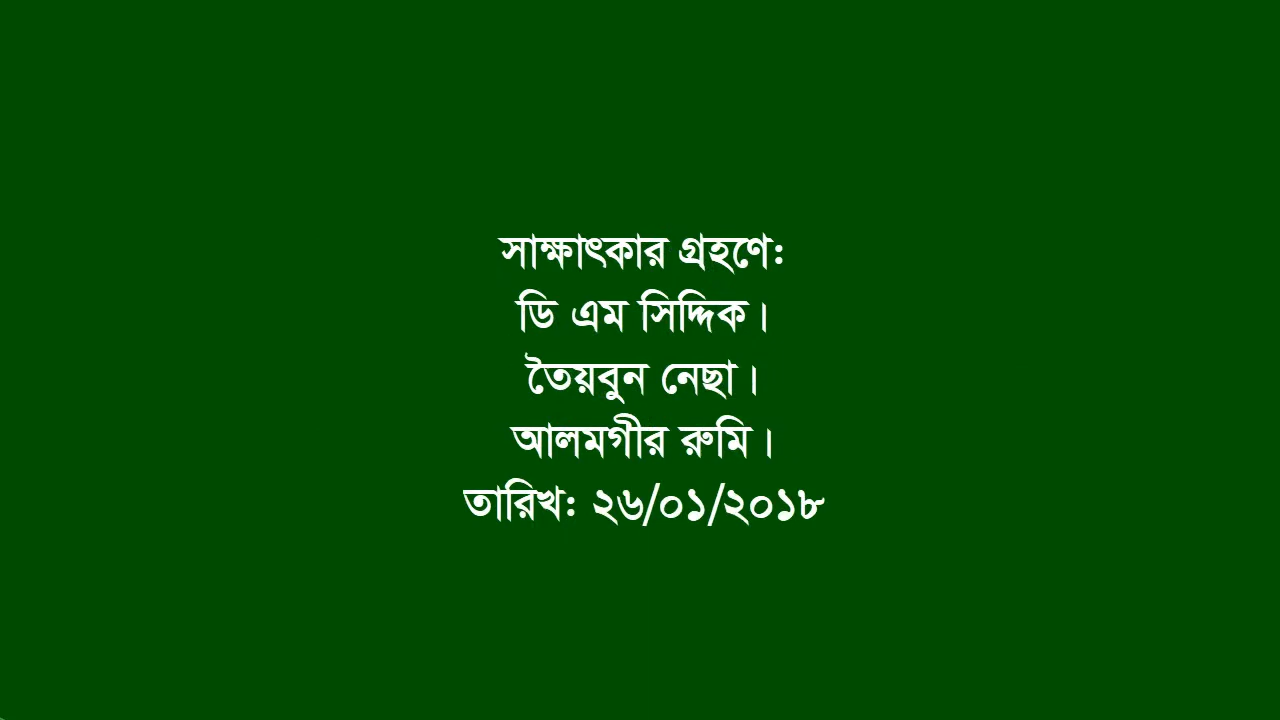 সাক্ষাৎকার গ্রহণে:
ডি এম সিদ্দিক।
তৈয়বুন নেছা।
আলমগীর রুমি।
তারিখ: ২৬/০১/২০১৮